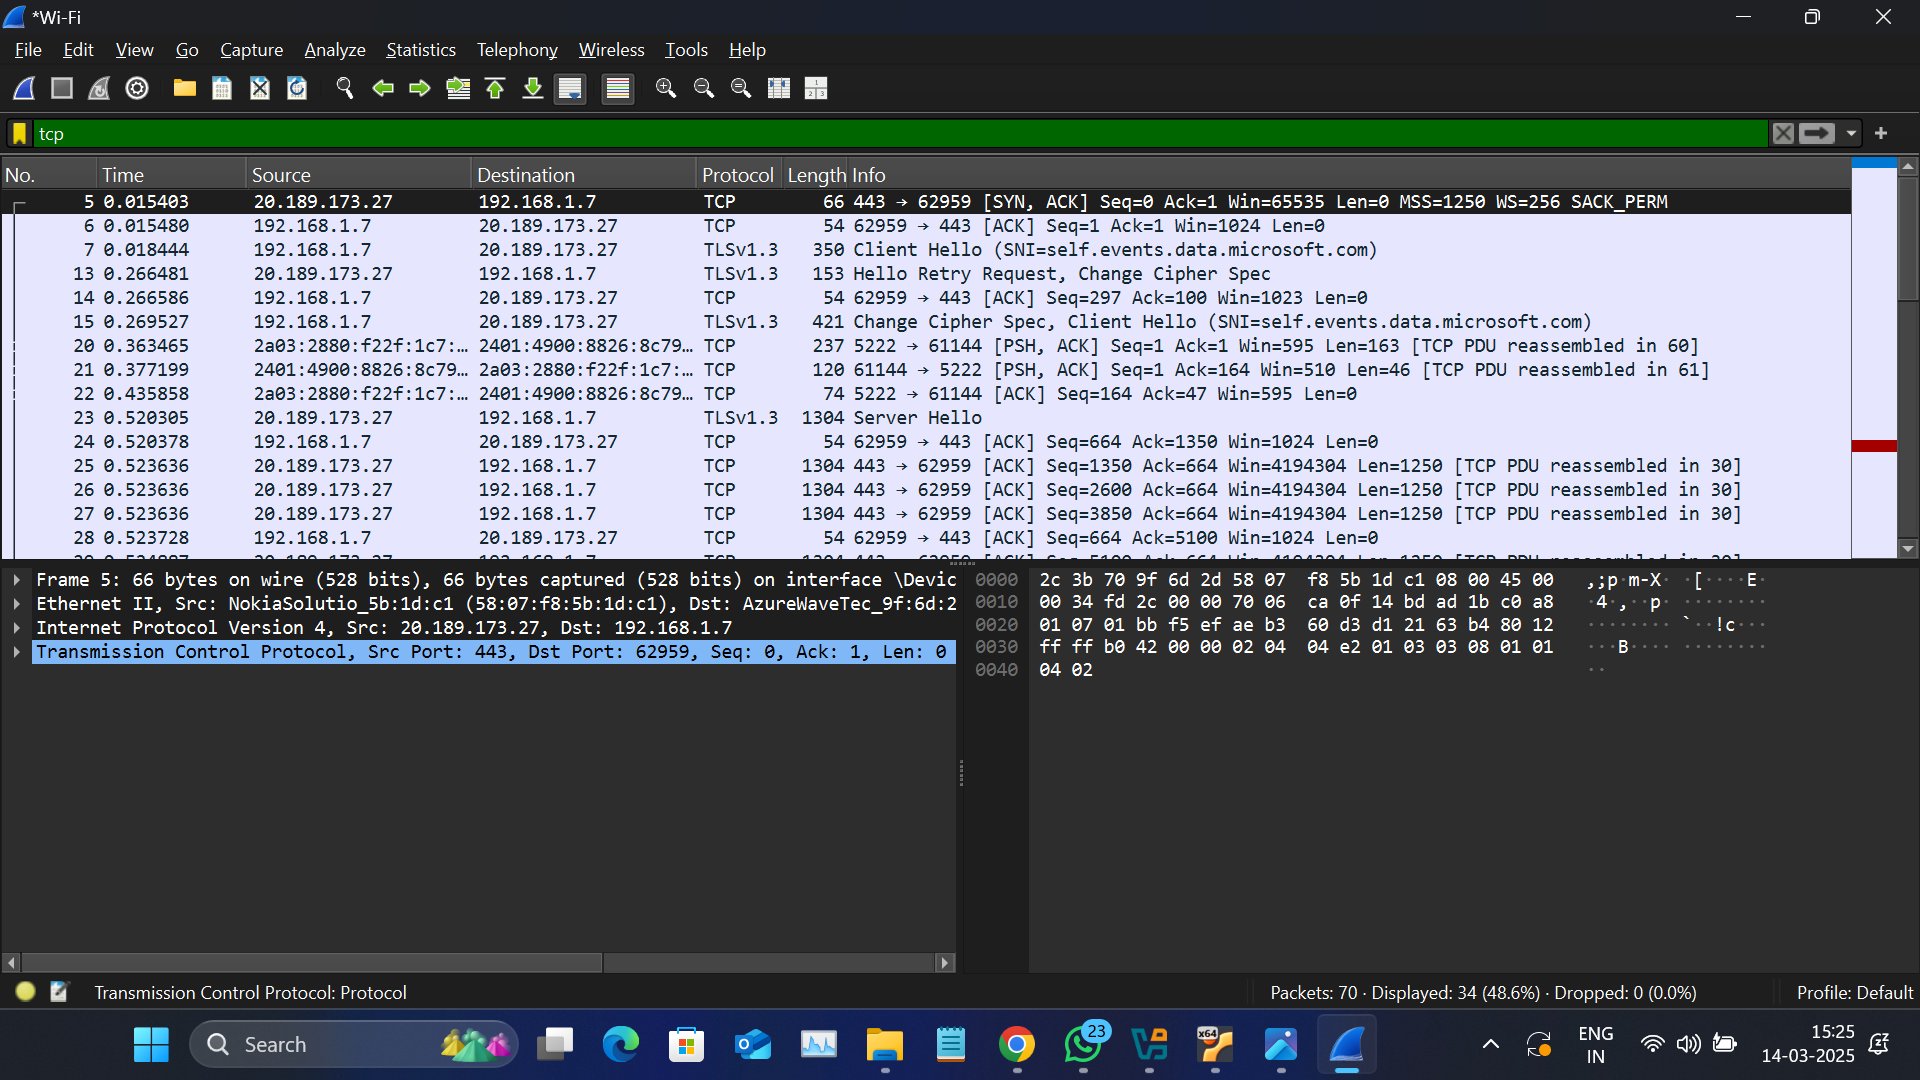 *Wi-Fi
File Edit View Go Capture Analyze Statistics Telephony Wireless Tools Help
tcp
No. Time Source Destination Protocol Length Info
5 0.015403 20.189.173.27 192.168.1.7 TCP 66 443 → 62959 [SYN, ACK] Seq=0 Ack=1 Win=65535 Len=0 MSS=1250 WS=256 SACK_PERM
6 0.015480 192.168.1.7 20.189.173.27 TCP 54 62959 → 443 [ACK] Seq=1 Ack=1 Win=1024 Len=0
7 0.018444 192.168.1.7 20.189.173.27 TLSv1.3 350 Client Hello (SNI=self.events.data.microsoft.com)
13 0.266481 20.189.173.27 192.168.1.7 TLSv1.3 153 Hello Retry Request, Change Cipher Spec
14 0.266586 192.168.1.7 20.189.173.27 TCP 54 62959 → 443 [ACK] Seq=297 Ack=100 Win=1023 Len=0
15 0.269527 192.168.1.7 20.189.173.27 TLSv1.3 421 Change Cipher Spec, Client Hello (SNI=self.events.data.microsoft.com)
20 0.363465 2a03:2880:f22f:1c7:… 2401:4900:8826:8c79… TCP 237 5222 → 61144 [PSH, ACK] Seq=1 Ack=1 Win=595 Len=163 [TCP PDU reassembled in 60]
21 0.377199 2401:4900:8826:8c79… 2a03:2880:f22f:1c7:… TCP 120 61144 → 5222 [PSH, ACK] Seq=1 Ack=164 Win=510 Len=46 [TCP PDU reassembled in 61]
22 0.435858 2a03:2880:f22f:1c7:… 2401:4900:8826:8c79… TCP 74 5222 → 61144 [ACK] Seq=164 Ack=47 Win=595 Len=0
23 0.520305 20.189.173.27 192.168.1.7 TLSv1.3 1304 Server Hello
24 0.520378 192.168.1.7 20.189.173.27 TCP 54 62959 → 443 [ACK] Seq=664 Ack=1350 Win=1024 Len=0
25 0.523636 20.189.173.27 192.168.1.7 TCP 1304 443 → 62959 [ACK] Seq=1350 Ack=664 Win=4194304 Len=1250 [TCP PDU reassembled in 30]
26 0.523636 20.189.173.27 192.168.1.7 TCP 1304 443 → 62959 [ACK] Seq=2600 Ack=664 Win=4194304 Len=1250 [TCP PDU reassembled in 30]
27 0.523636 20.189.173.27 192.168.1.7 TCP 1304 443 → 62959 [ACK] Seq=3850 Ack=664 Win=4194304 Len=1250 [TCP PDU reassembled in 30]
28 0.523728 192.168.1.7 20.189.173.27 TCP 54 62959 → 443 [ACK] Seq=664 Ack=5100 Win=1024 Len=0
Frame 5: 66 bytes on wire (528 bits), 66 bytes captured (528 bits) on interface \Devic
Ethernet II, Src: NokiaSolutio_5b:1d:c1 (58:07:f8:5b:1d:c1), Dst: AzureWaveTec_9f:6d:2
Internet Protocol Version 4, Src: 20.189.173.27, Dst: 192.168.1.7
Transmission Control Protocol, Src Port: 443, Dst Port: 62959, Seq: 0, Ack: 1, Len: 0
0000 2c 3b 70 9f 6d 2d 58 07 f8 5b 1d c1 08 00 45 00 ,;p·m-X· ·[····E·
0010 00 34 fd 2c 00 00 70 06 ca 0f 14 bd ad 1b c0 a8 ·4·,··p· ········
0020 01 07 01 bb f5 ef ae b3 60 d3 d1 21 63 b4 80 12 ········ `··!c···
0030 ff ff b0 42 00 00 02 04 04 e2 01 03 03 08 01 01 ···B···· ········
0040 04 02 ··
Transmission Control Protocol: Protocol
Packets: 70 · Displayed: 34 (48.6%) · Dropped: 0 (0.0%)
Profile: Default
Search
23
x64
ENG
IN
15:25
14-03-2025